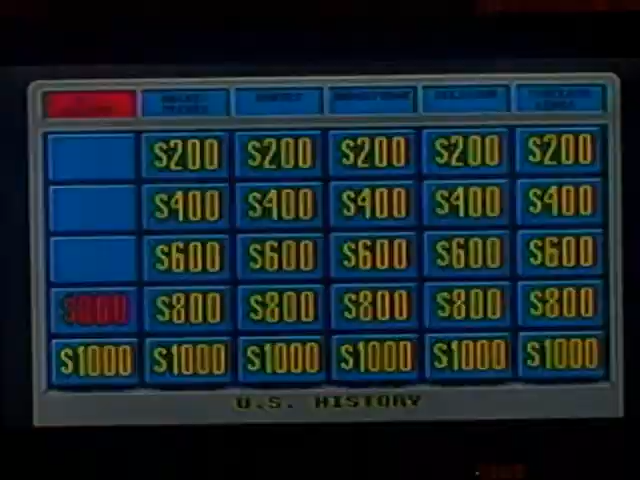 $200 $200 $200 $200 $200
$400 $400 $400 $400 $400
$600 $600 $600 $600 $600
$800 $800 $800 $800 $800
$1000 $1000 $1000 $1000 $1000 $1000
U.S. HISTORY